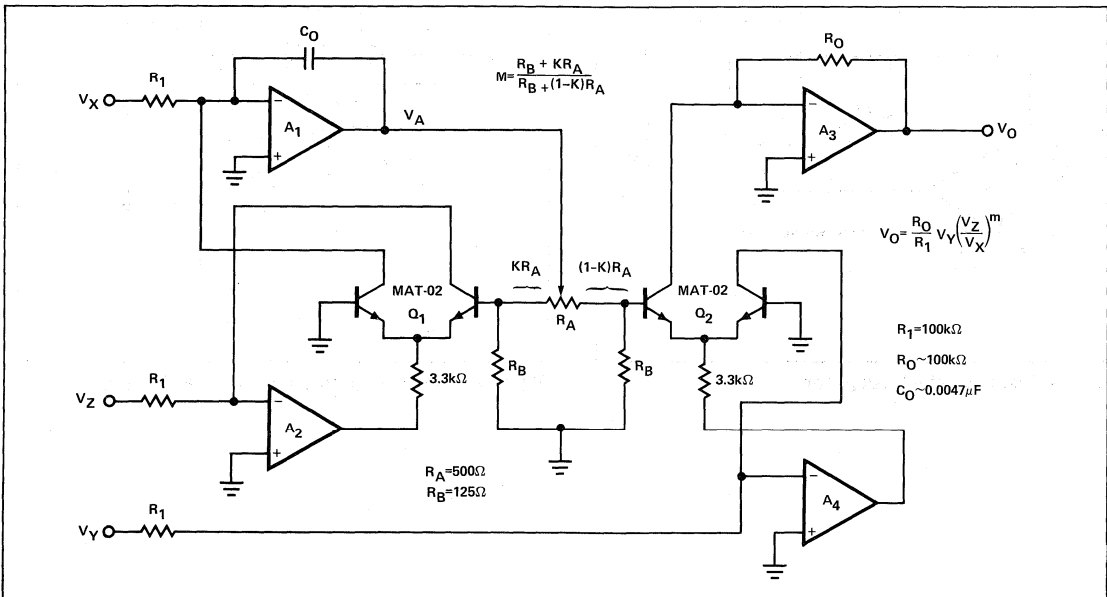 C_O
R_1
V_X
−
+
A_1
V_A
M= R_B + KR_A
R_B + (1-K)R_A
R_O
−
+
A_3
V_O
V_O= R_O/R_1 V_Y (V_Z/V_X)^m
KR_A
(1-K)R_A
MAT-02
Q_1
R_A
MAT-02
Q_2
R_1=100kΩ
R_O~100kΩ
C_O~0.0047μF
R_1
V_Z
−
+
A_2
3.3kΩ
R_B
R_B
3.3kΩ
R_A=500Ω
R_B=125Ω
R_1
V_Y
−
+
A_4